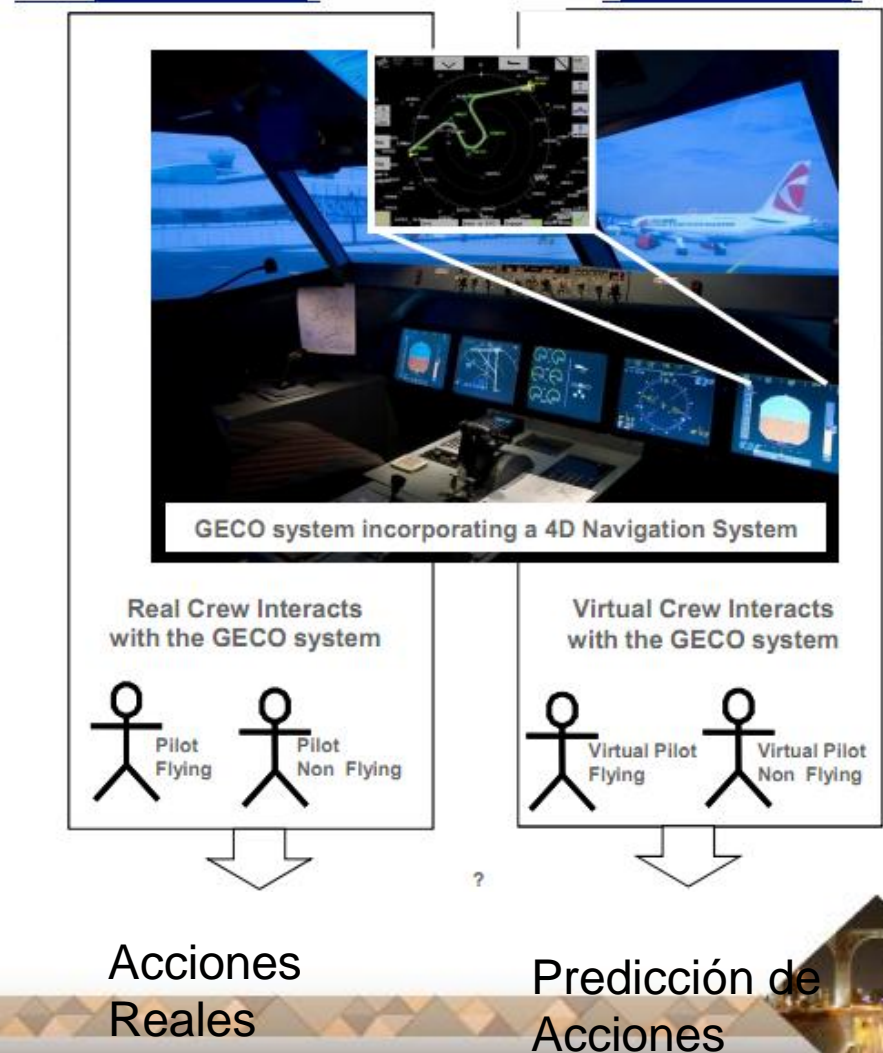 GECO system incorporating a 4D Navigation System
Real Crew Interacts
with the GECO system
Virtual Crew Interacts
with the GECO system
Pilot
Flying
Pilot
Non Flying
Virtual Pilot
Flying
Virtual Pilot
Non Flying
?
Acciones
Reales
Predicción de
Acciones